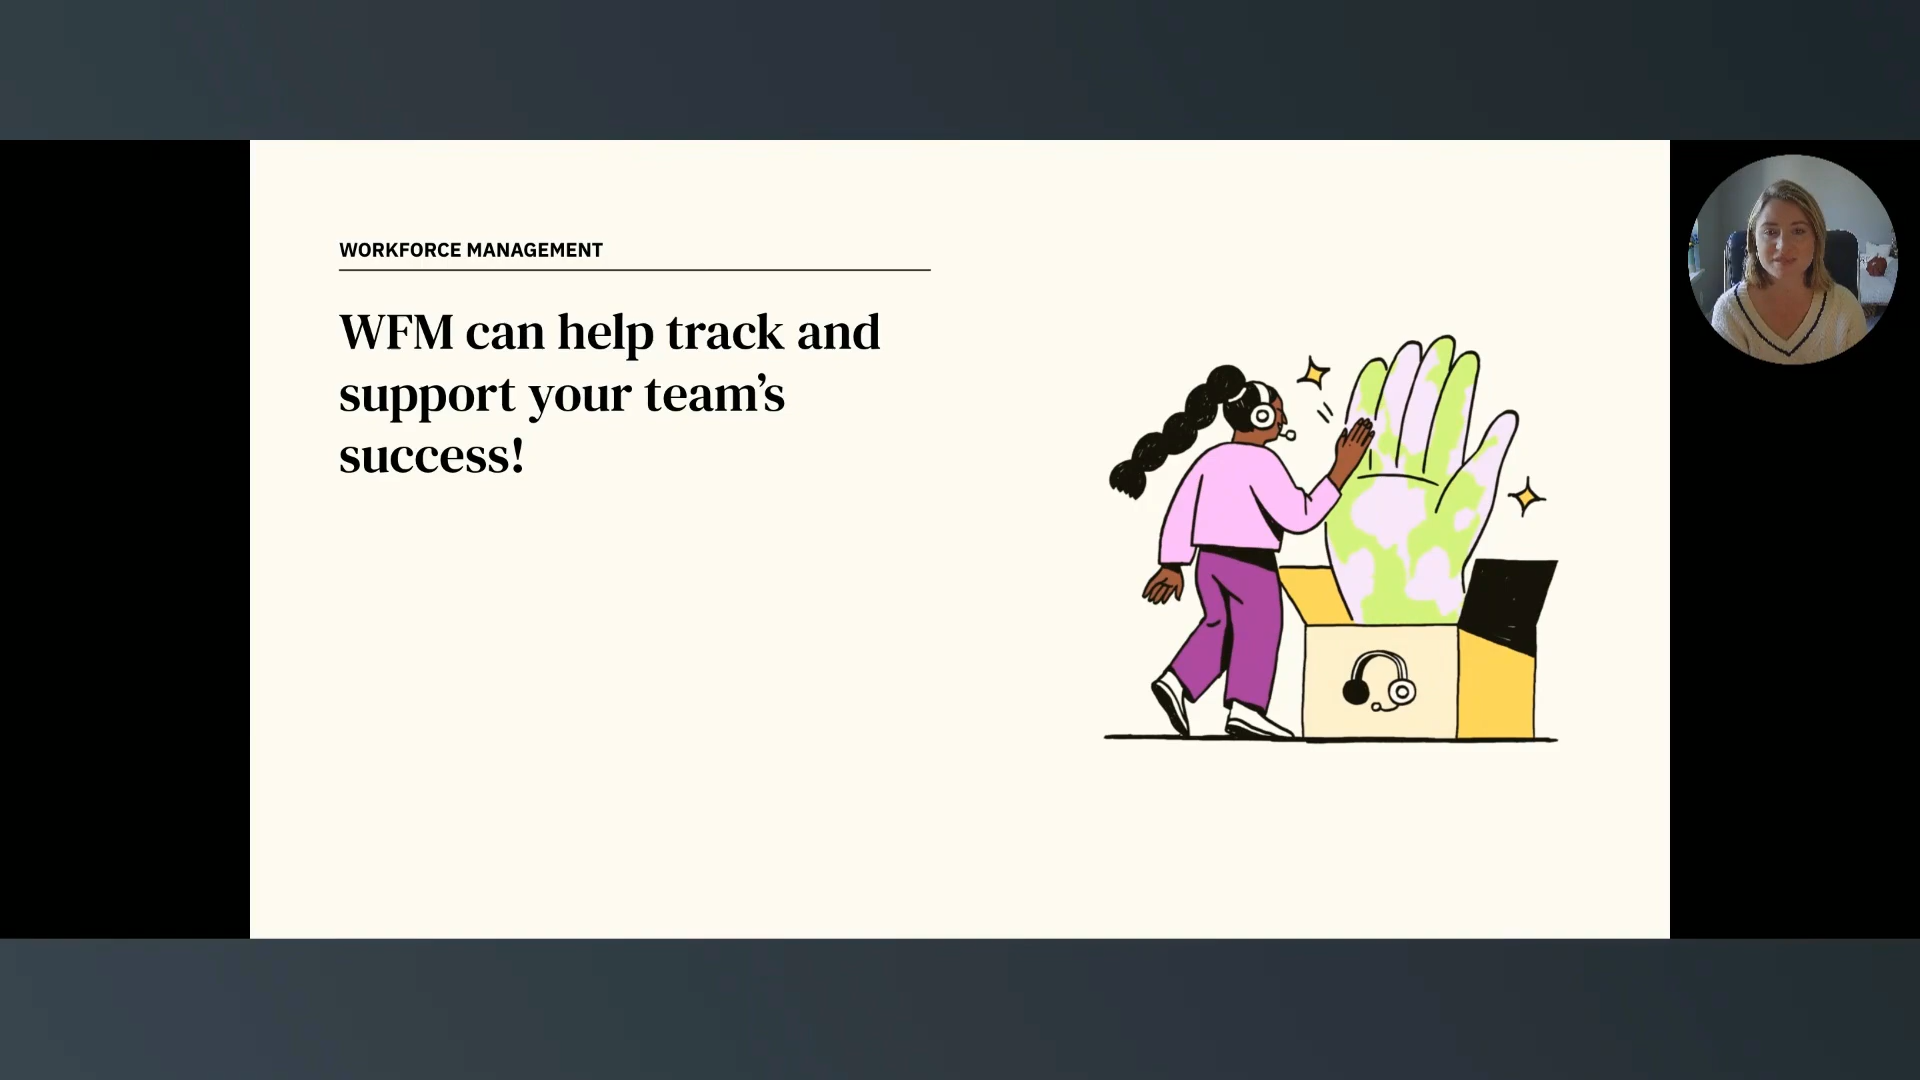 WORKFORCE MANAGEMENT
WFM can help track and
support your team’s
success!